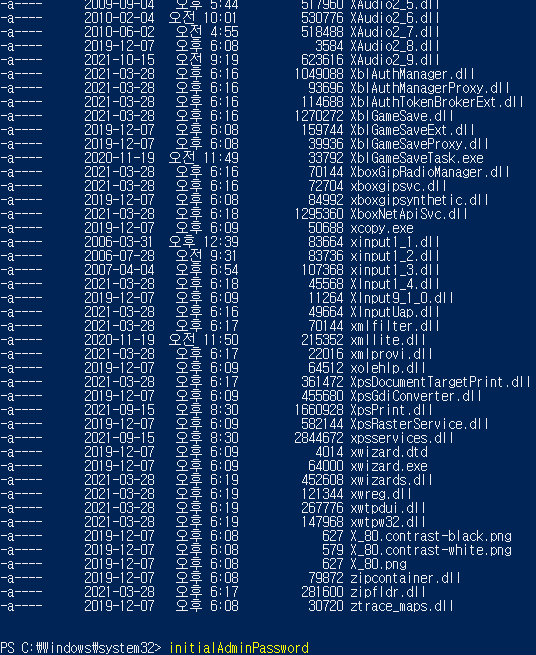 -a---- 2009-09-04 오후 5:44 517960 XAudio2_5.dll
-a---- 2010-02-04 오전 10:01 530776 XAudio2_6.dll
-a---- 2010-06-02 오전 4:55 518488 XAudio2_7.dll
-a---- 2019-12-07 오후 6:08 3584 XAudio2_8.dll
-a---- 2021-10-15 오전 9:19 623616 XAudio2_9.dll
-a---- 2021-03-28 오후 6:16 1049088 XblAuthManager.dll
-a---- 2021-03-28 오후 6:16 93696 XblAuthManagerProxy.dll
-a---- 2021-03-28 오후 6:16 114688 XblAuthTokenBrokerExt.dll
-a---- 2021-03-28 오후 6:16 1270272 XblGameSave.dll
-a---- 2019-12-07 오후 6:08 159744 XblGameSaveExt.dll
-a---- 2019-12-07 오후 6:08 39936 XblGameSaveProxy.dll
-a---- 2020-11-19 오전 11:49 33792 XblGameSaveTask.exe
-a---- 2021-03-28 오후 6:16 70144 XboxGipRadioManager.dll
-a---- 2021-03-28 오후 6:16 72704 xboxgipsvc.dll
-a---- 2019-12-07 오후 6:08 84992 xboxgipsynthetic.dll
-a---- 2021-03-28 오후 6:18 1295360 XboxNetApiSvc.dll
-a---- 2019-12-07 오후 6:09 50688 xcopy.exe
-a---- 2006-03-31 오후 12:39 83664 xinput1_1.dll
-a---- 2006-07-28 오전 9:31 83736 xinput1_2.dll
-a---- 2007-04-04 오후 6:54 107368 xinput1_3.dll
-a---- 2021-03-28 오후 6:18 45568 XInput1_4.dll
-a---- 2019-12-07 오후 6:09 11264 XInput9_1_0.dll
-a---- 2021-03-28 오후 6:16 49664 XInputUap.dll
-a---- 2021-03-28 오후 6:17 70144 xmlfilter.dll
-a---- 2020-11-19 오전 11:50 215352 xmllite.dll
-a---- 2021-03-28 오후 6:17 22016 xmlprovi.dll
-a---- 2019-12-07 오후 6:09 64512 xolehlp.dll
-a---- 2021-03-28 오후 6:17 361472 XpsDocumentTargetPrint.dll
-a---- 2019-12-07 오후 6:09 455680 XpsGdiConverter.dll
-a---- 2021-09-15 오후 8:30 1660928 XpsPrint.dll
-a---- 2019-12-07 오후 6:09 582144 XpsRasterService.dll
-a---- 2021-09-15 오후 8:30 2844672 xpsservices.dll
-a---- 2019-12-07 오후 6:09 4014 xwizard.dtd
-a---- 2019-12-07 오후 6:09 64000 xwizard.exe
-a---- 2021-03-28 오후 6:19 452608 xwizards.dll
-a---- 2021-03-28 오후 6:19 121344 xwreg.dll
-a---- 2021-03-28 오후 6:19 267776 xwtpdui.dll
-a---- 2021-03-28 오후 6:19 147968 xwtpw32.dll
-a---- 2019-12-07 오후 6:08 627 X_80.contrast-black.png
-a---- 2019-12-07 오후 6:08 579 X_80.contrast-white.png
-a---- 2019-12-07 오후 6:08 627 X_80.png
-a---- 2019-12-07 오후 6:08 79872 zipcontainer.dll
-a---- 2021-03-28 오후 6:17 281600 zipfldr.dll
-a---- 2019-12-07 오후 6:08 30720 ztrace_maps.dll
PS C:₩Windows₩system32> initialAdminPassword